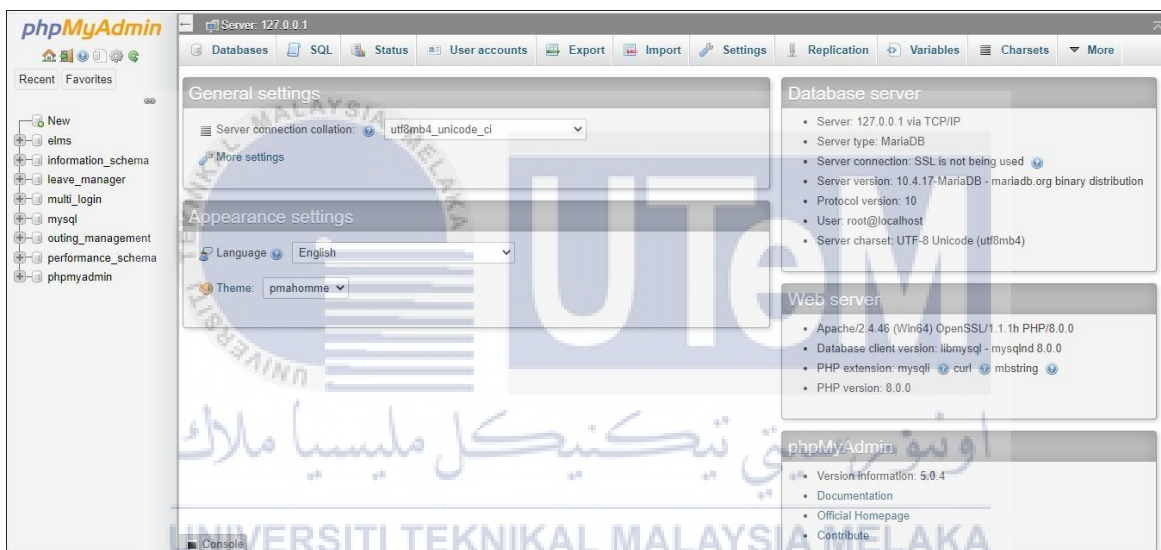 phpMyAdmin
Recent Favorites
New
elms
information_schema
leave_manager
multi_login
mysql
outing_management
performance_schema
phpmyadmin
Server: 127.0.0.1
Databases SQL Status User accounts Export Import Settings Replication Variables Charsets More
General settings
Server connection collation: utf8mb4_unicode_ci
More settings
Appearance settings
Language English
Theme: pmahomme
Database server
Server: 127.0.0.1 via TCP/IP
Server type: MariaDB
Server connection: SSL is not being used
Server version: 10.4.17-MariaDB - mariadb.org binary distribution
Protocol version: 10
User: root@localhost
Server charset: UTF-8 Unicode (utf8mb4)
Web server
Apache/2.4.46 (Win64) OpenSSL/1.1.1h PHP/8.0.0
Database client version: libmysql - mysqlnd 8.0.0
PHP extension: mysqli curl mbstring
PHP version: 8.0.0
phpMyAdmin
Version information: 5.0.4
Documentation
Official Homepage
Contribute
Console
UNIVERSITI TEKNIKAL MALAYSIA MELAKA
UTeM
اونيۏرسيتي تيكنيكل مليسيا ملاك
UNIVERSITI TEKNIKAL MALAYSIA MELAKA